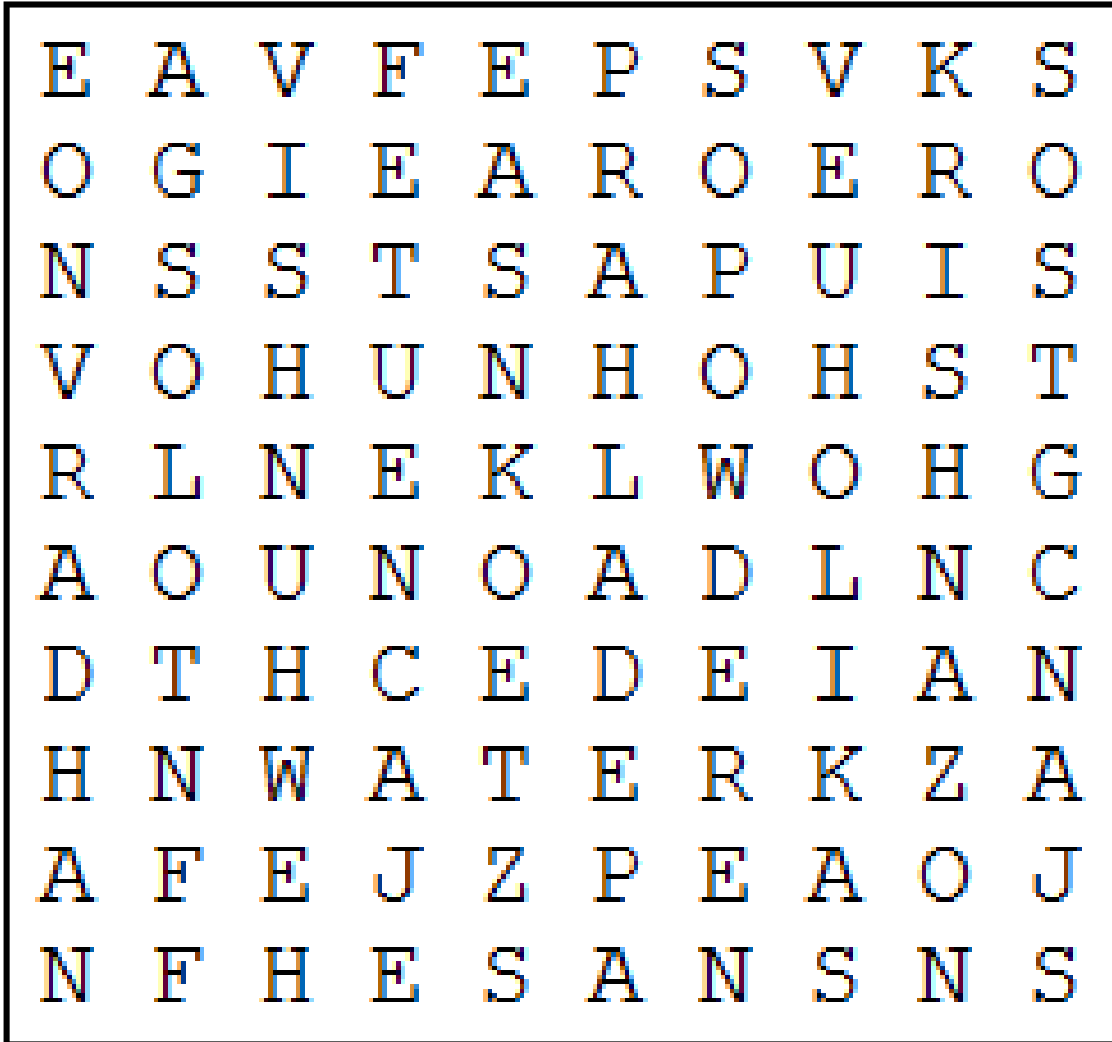 E A V F E P S V K S
O G I E A R O E R O
N S S T S A P U I S
V O H U N H O H S T
R L N E K L W O H G
A O U N O A D L N C
D T H C E D E I A N
H N W A T E R K Z A
A F E J Z P E A O J
N F H E S A N S N S